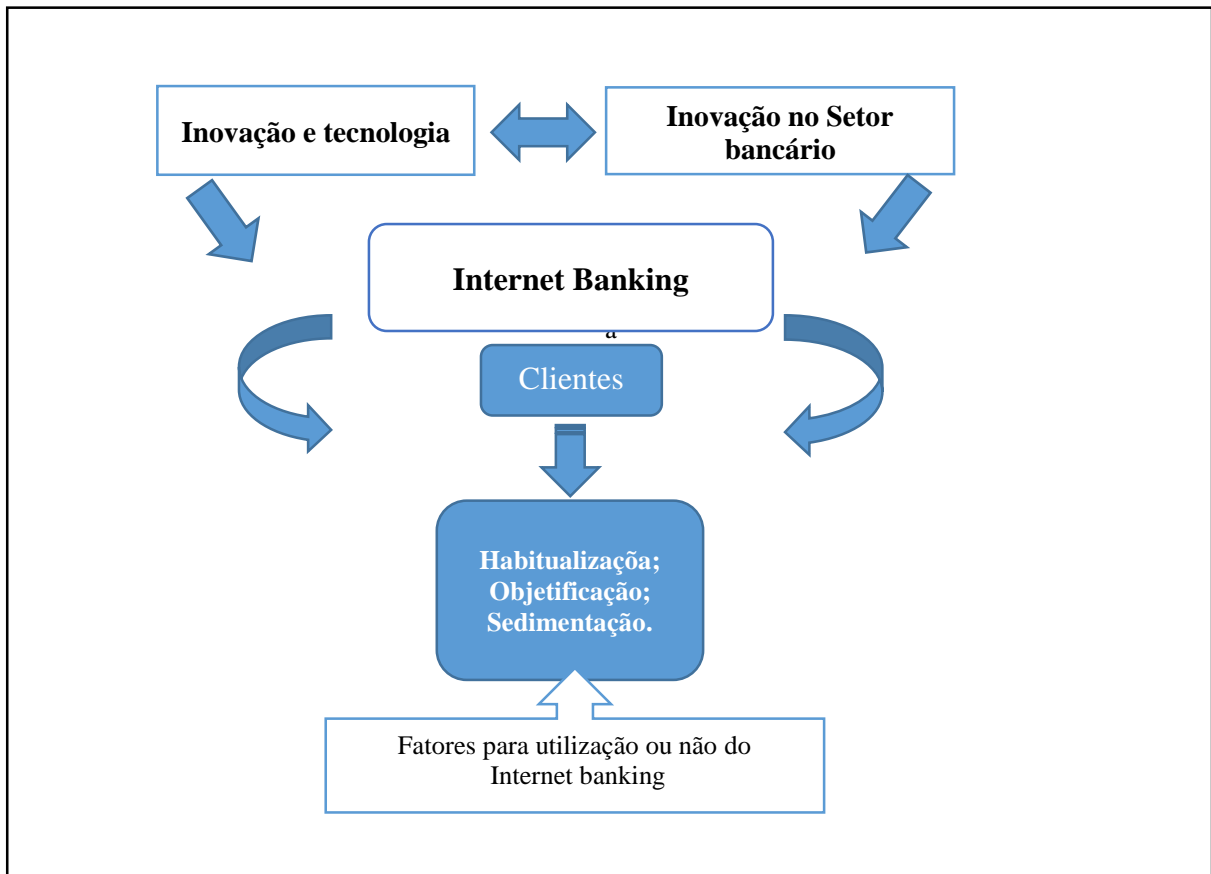 Inovação e tecnologia
Inovação no Setor
bancário
Internet Banking
a
Clientes
Habitualizaçõa;
Objetificação;
Sedimentação.
Fatores para utilização ou não do
Internet banking